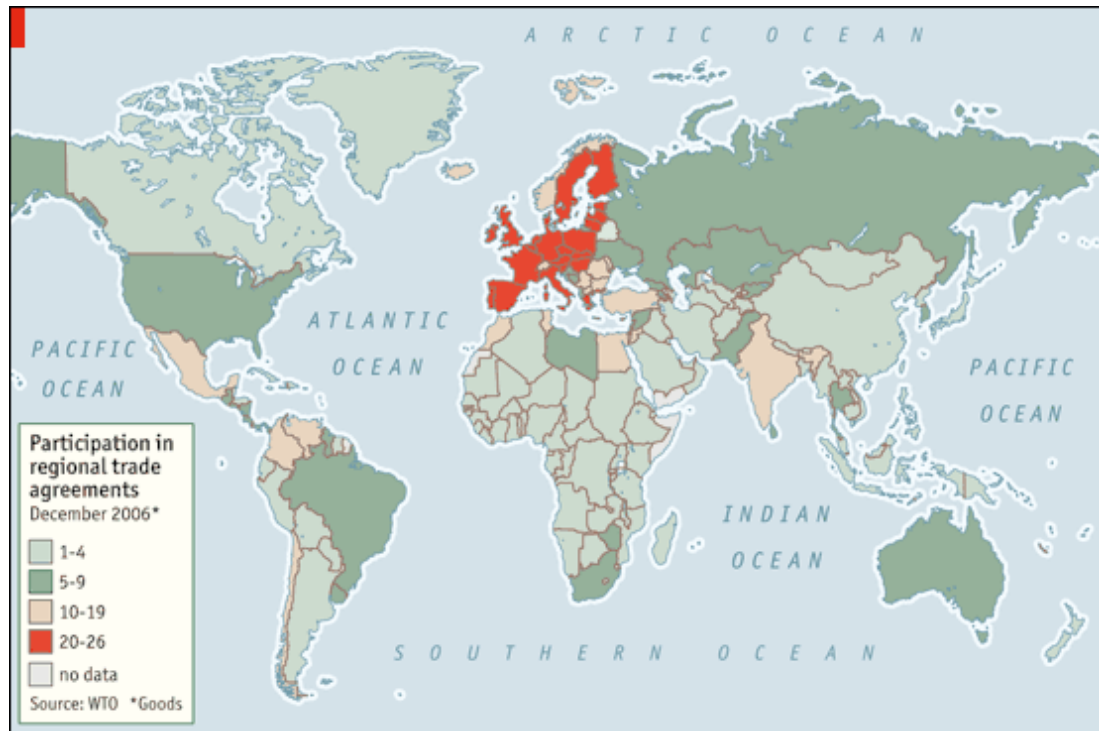 ARCTIC OCEAN
ATLANTIC
OCEAN
PACIFIC
OCEAN
PACIFIC
OCEAN
INDIAN
OCEAN
SOUTHERN OCEAN
Participation in
regional trade
agreements
December 2006*
1-4
5-9
10-19
20-26
no data
Source: WTO *Goods